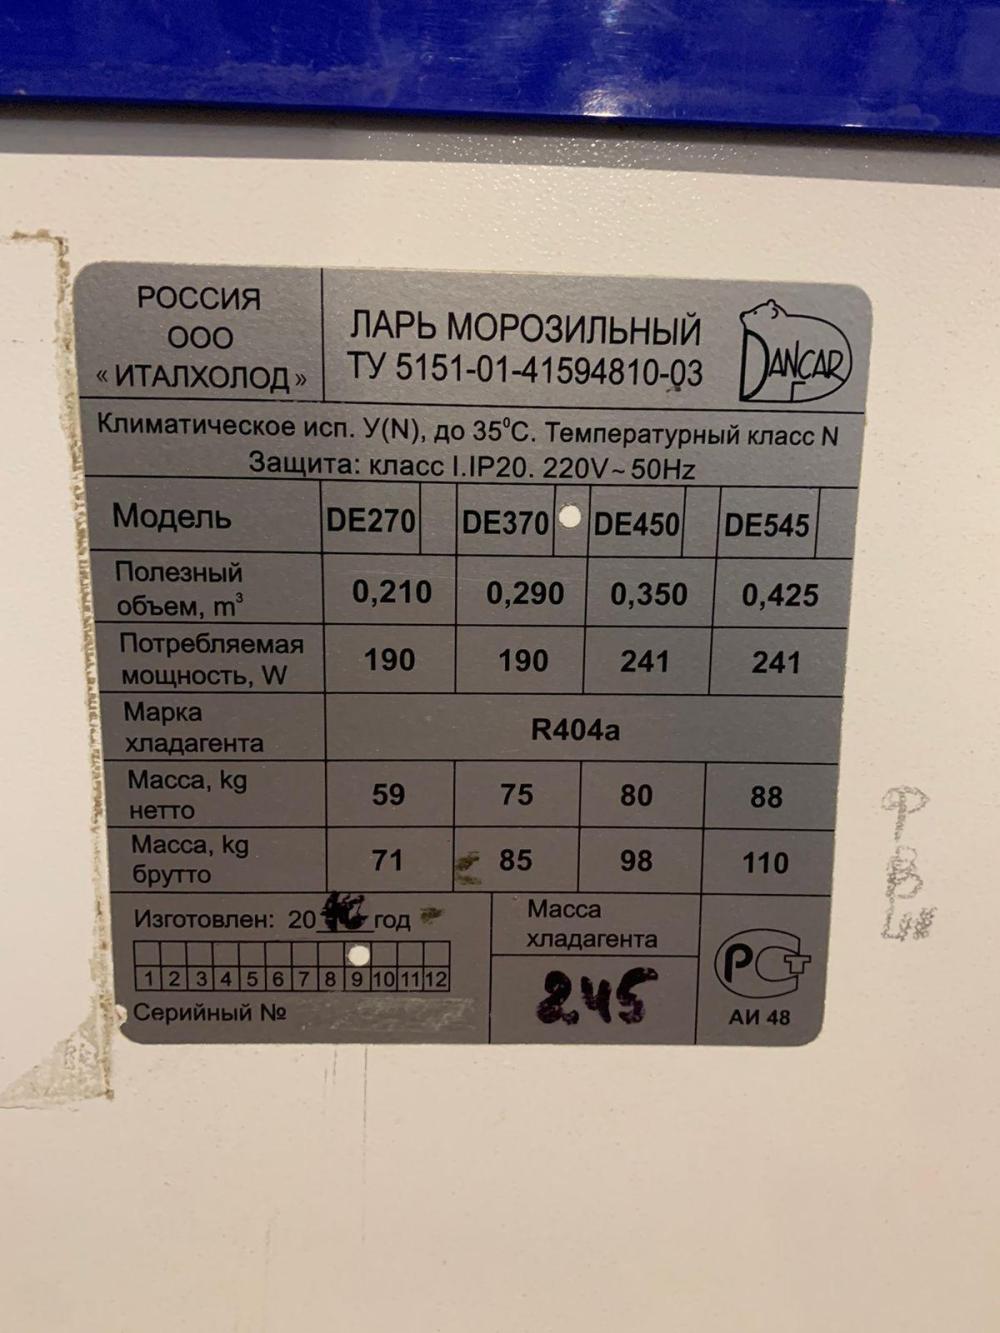 РОССИЯ
ООО
«ИТАЛХОЛОД»
ЛАРЬ МОРОЗИЛЬНЫЙ
ТУ 5151-01-41594810-03
DANCAR
Климатическое исп. У(N), до 35°С. Температурный класс N
Защита: класс I.IP20. 220V~50Hz
Модель DE270 DE370 DE450 DE545
Полезный
объем, m³ 0,210 0,290 0,350 0,425
Потребляемая
мощность, W 190 190 241 241
Марка
хладагента R404a
Масса, kg
нетто 59 75 80 88
Масса, kg
брутто 71 85 98 110
Изготовлен: 20 год
1 2 3 4 5 6 7 8 9 10 11 12
Серийный №
Масса
хладагента
245
РСТ
АИ 48